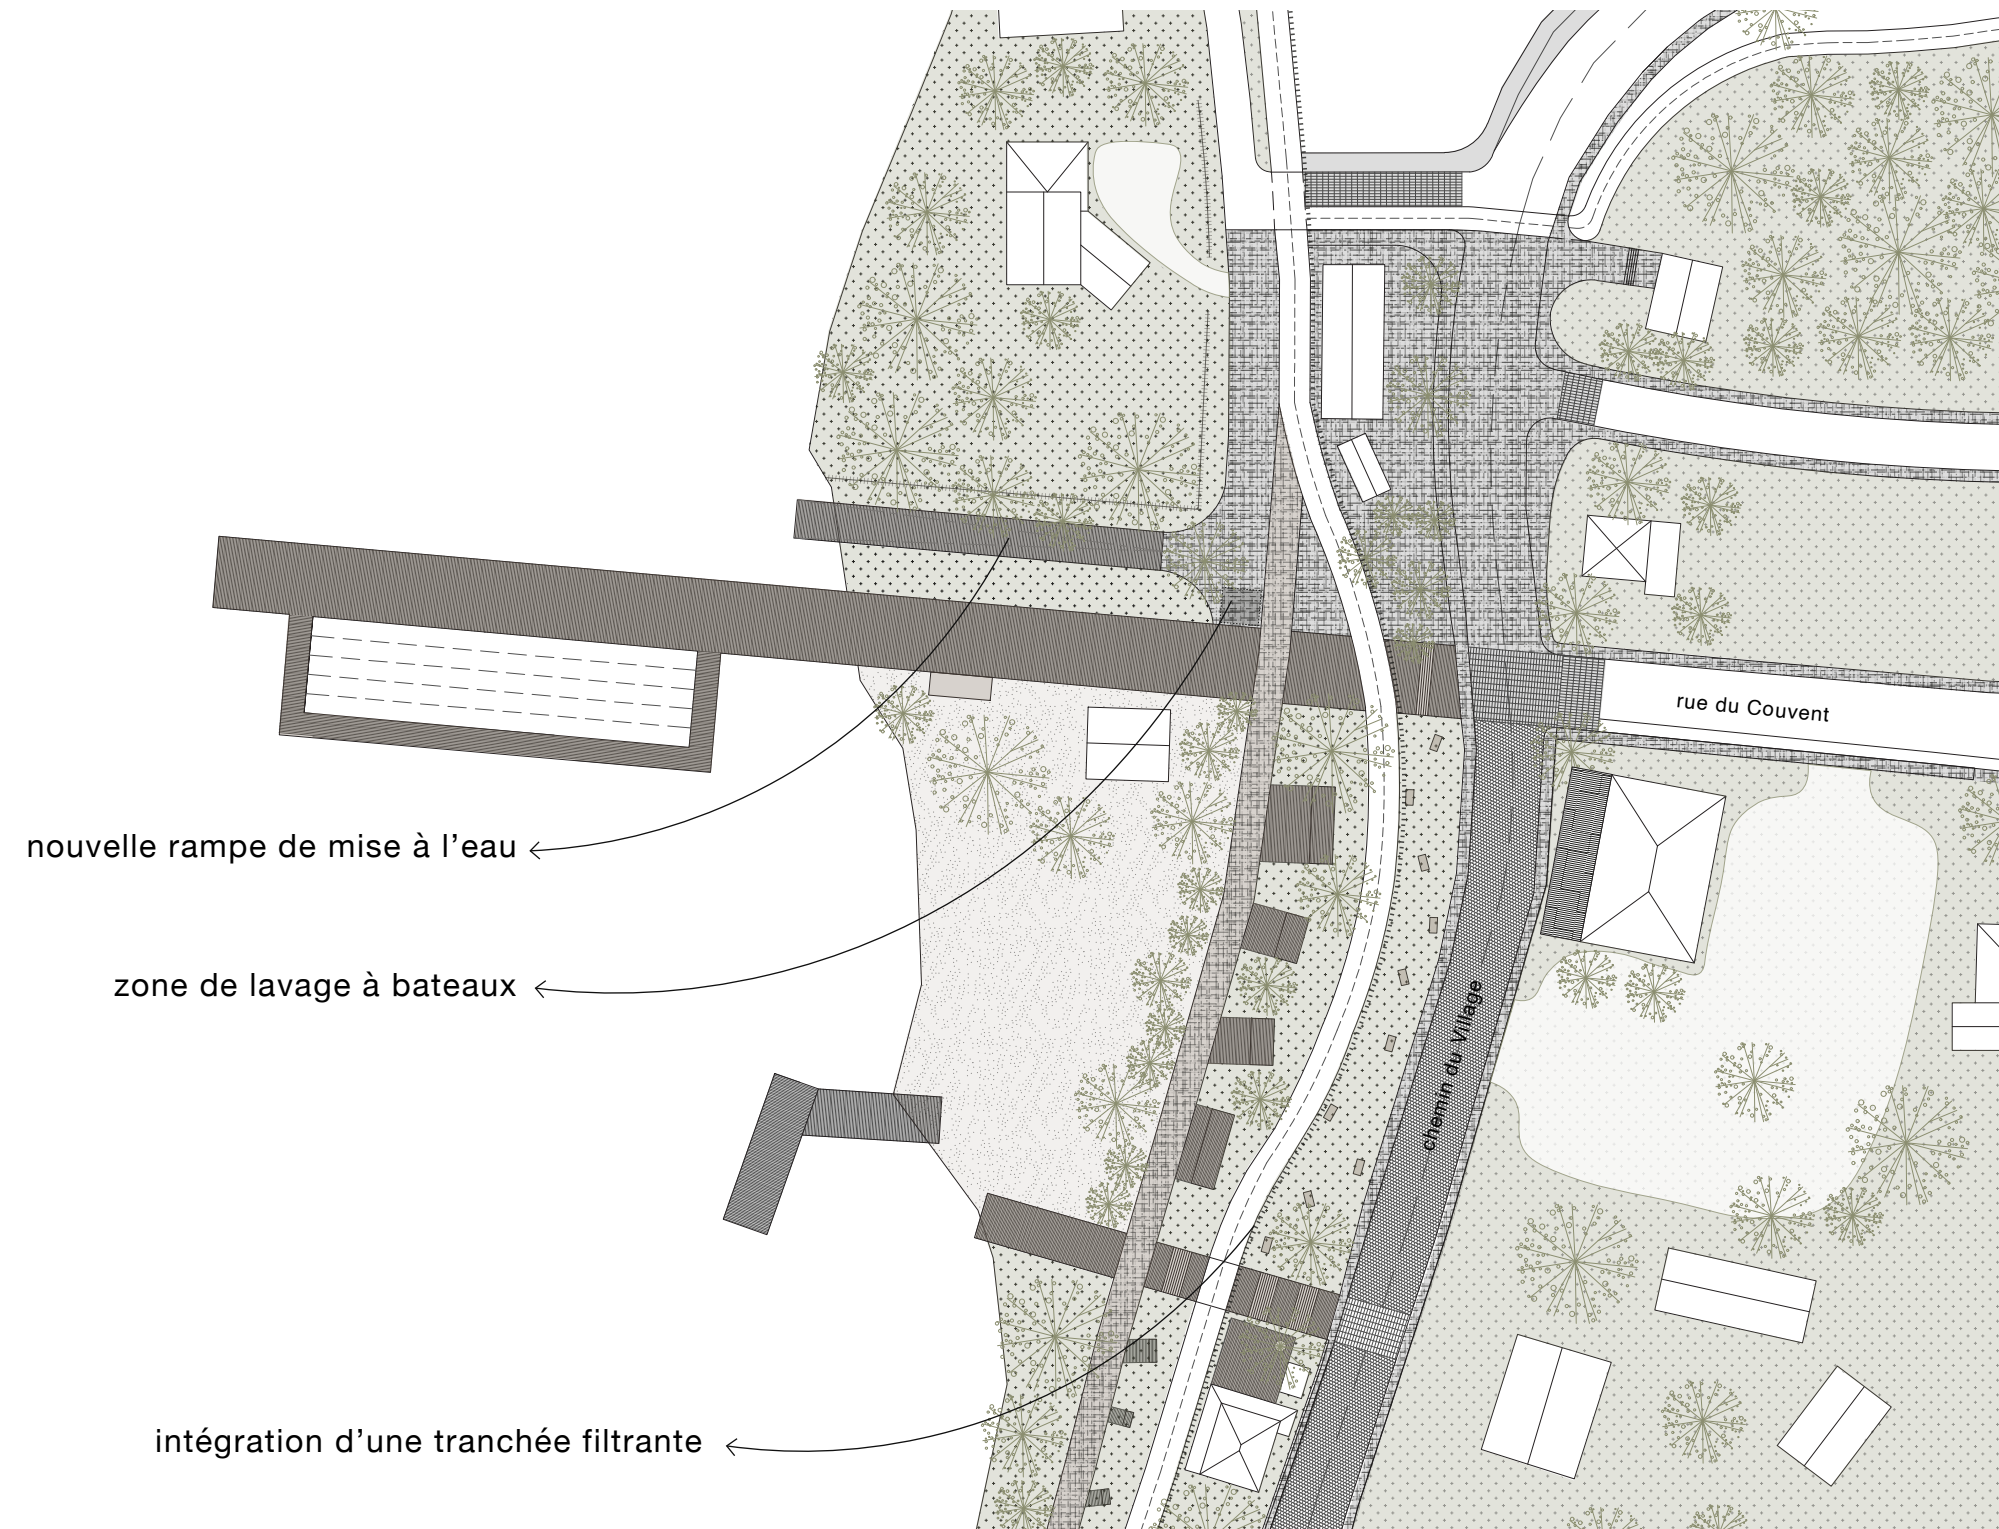 rue du Couvent
nouvelle rampe de mise à l’eau
zone de lavage à bateaux
chemin du Village
intégration d’une tranchée filtrante